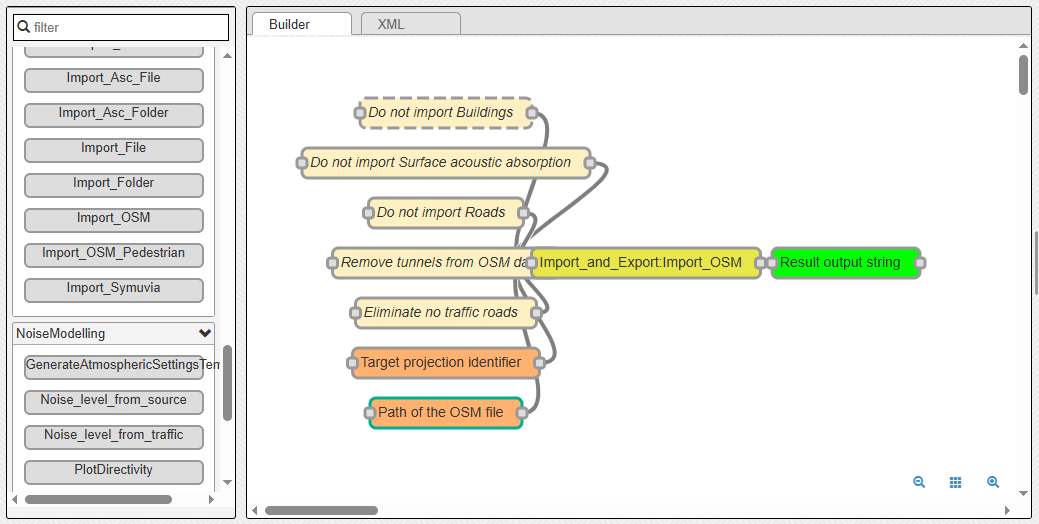 filter
Import_Asc_File
Import_Asc_Folder
Import_File
Import_Folder
Import_OSM
Import_OSM_Pedestrian
Import_Symuvia
NoiseModelling
GenerateAtmosphericSettingsTem
Noise_level_from_source
Noise_level_from_traffic
PlotDirectivity
Builder
XML
Do not import Buildings
Do not import Surface acoustic absorption
Do not import Roads
Remove tunnels from OSM da
Import_and_Export:Import_OSM
Result output string
Eliminate no traffic roads
Target projection identifier
Path of the OSM file